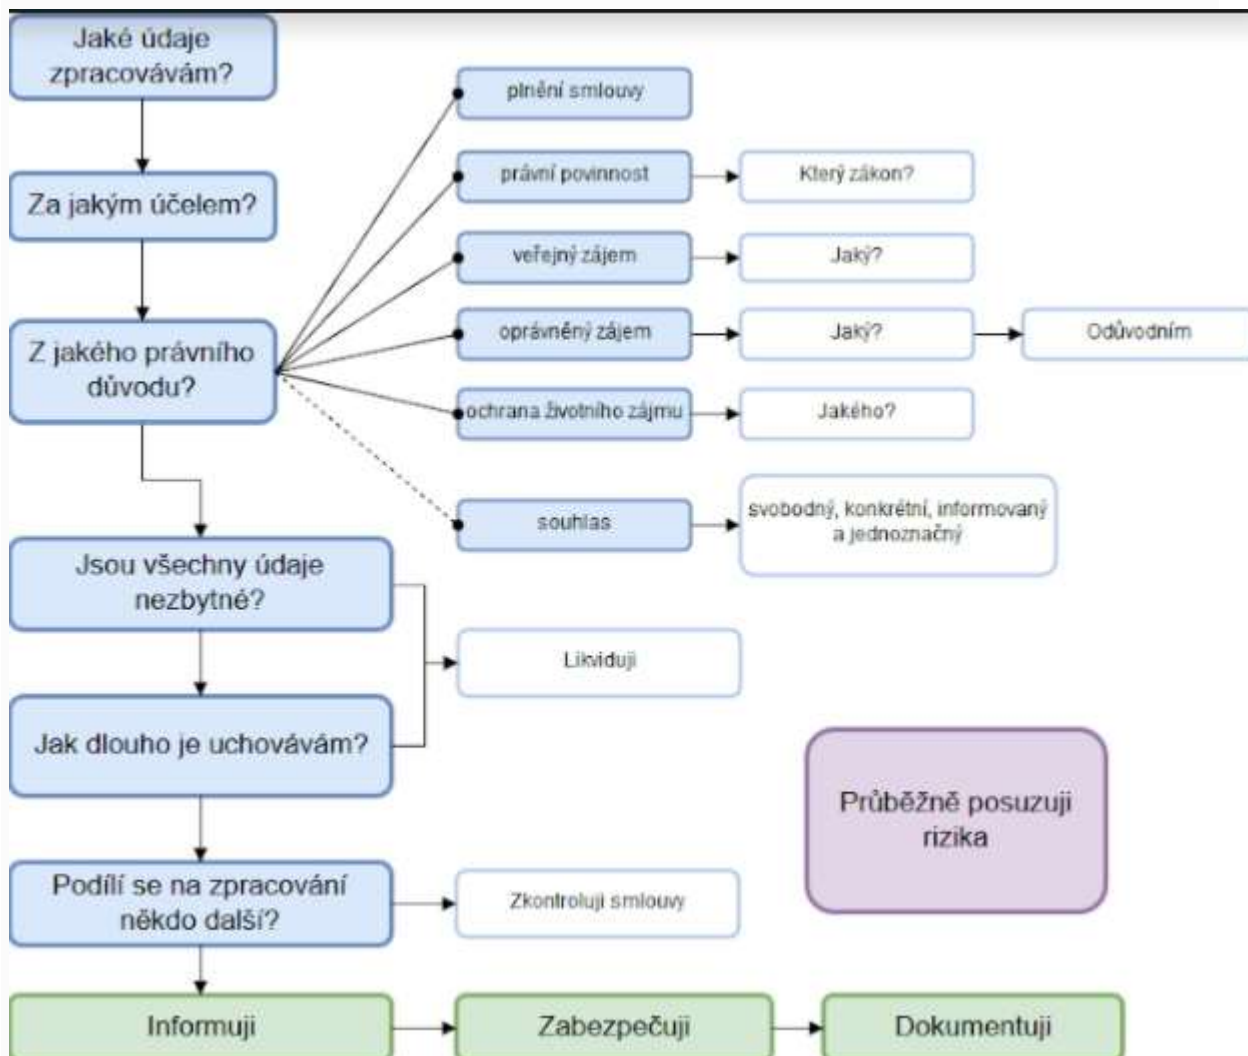 Jaké údaje
zpracovávám?
Za jakým účelem?
Z jakého právního
důvodu?
plnění smlouvy
právní povinnost
Který zákon?
veřejný zájem
Jaký?
oprávněný zájem
Jaký?
Odůvodním
ochrana životního zájmu
Jakého?
souhlas
svobodný, konkrétní, informovaný
a jednoznačný
Jsou všechny údaje
nezbytné?
Likviduji
Jak dlouho je uchovávám?
Průběžně posuzuji
rizika
Podílí se na zpracování
někdo další?
Zkontroluji smlouvy
Informuji
Zabezpečuji
Dokumentuji